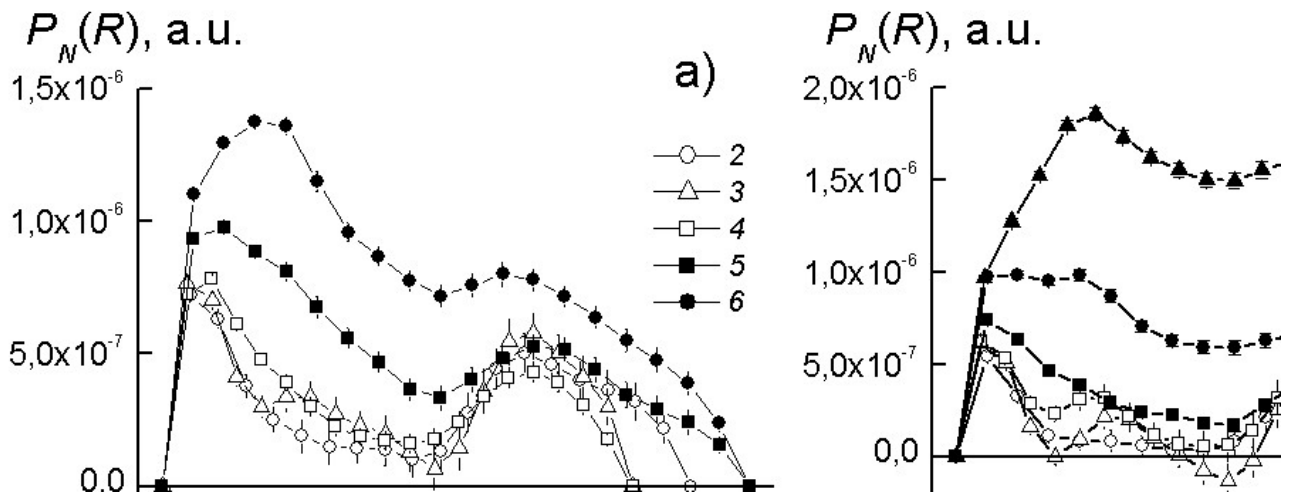 P_N(R), a.u.
1,5x10^-6
1,0x10^-6
5,0x10^-7
0,0
a)
2
3
4
5
6
P_N(R), a.u.
2,0x10^-6
1,5x10^-6
1,0x10^-6
5,0x10^-7
0,0